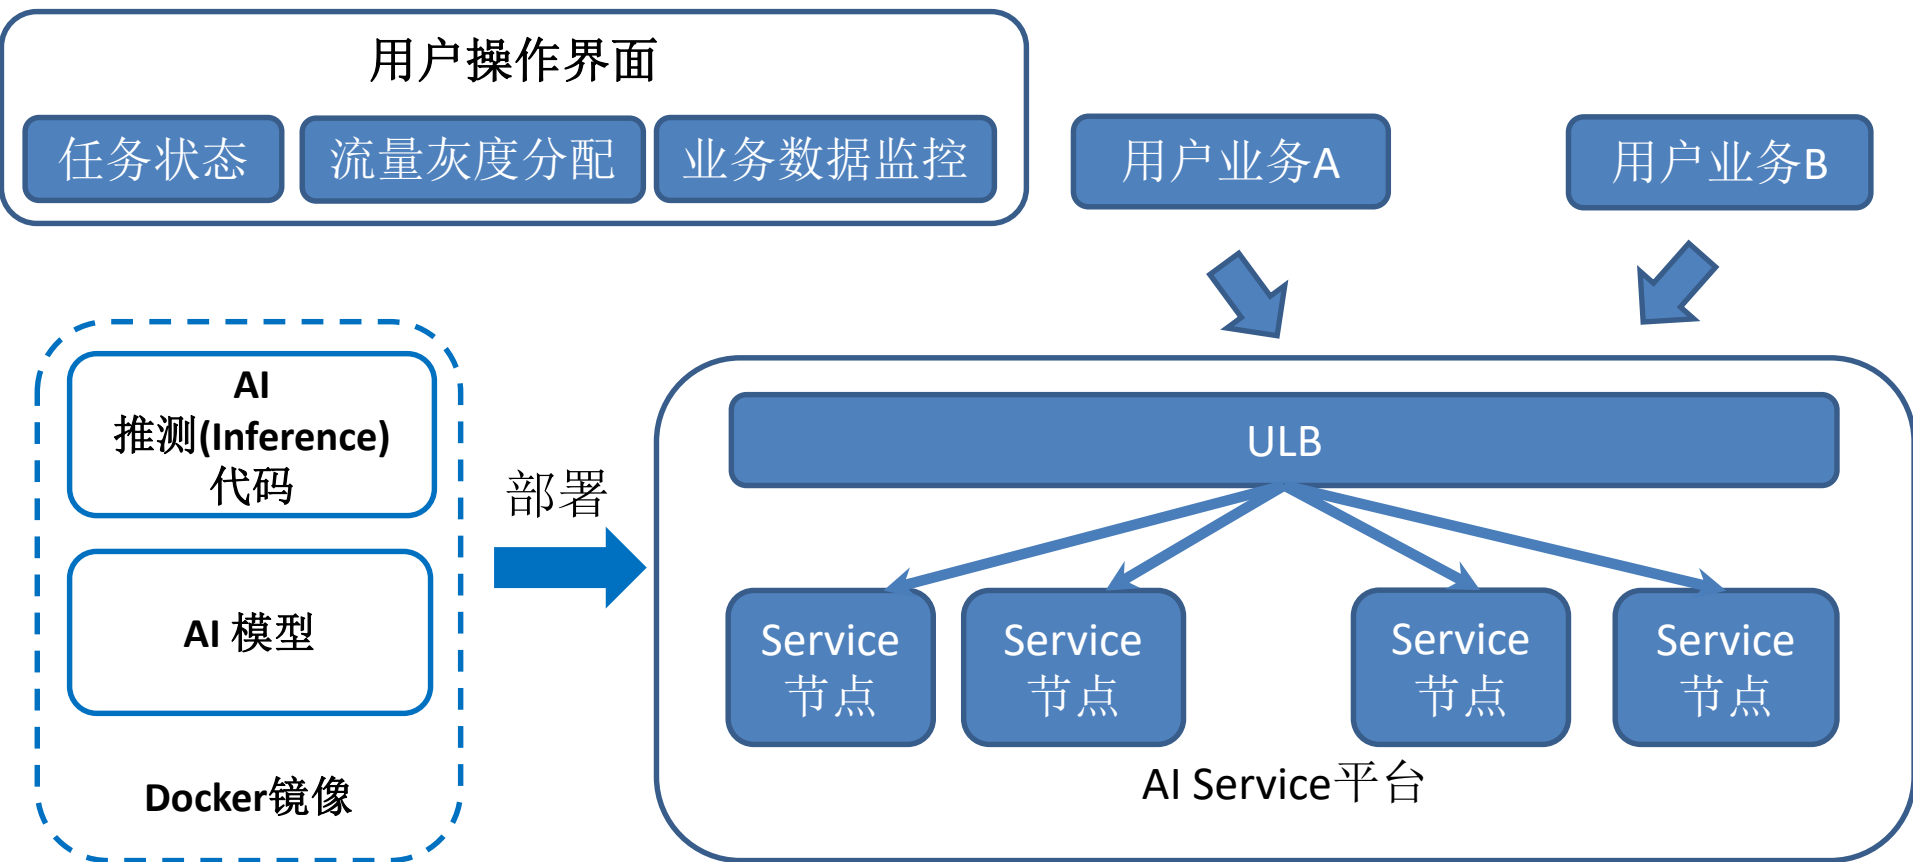 用户操作界面
任务状态
流量灰度分配
业务数据监控
用户业务A
用户业务B
AI
推测(Inference)
代码
AI 模型
Docker镜像
部署
ULB
Service
节点
Service
节点
Service
节点
Service
节点
AI Service平台